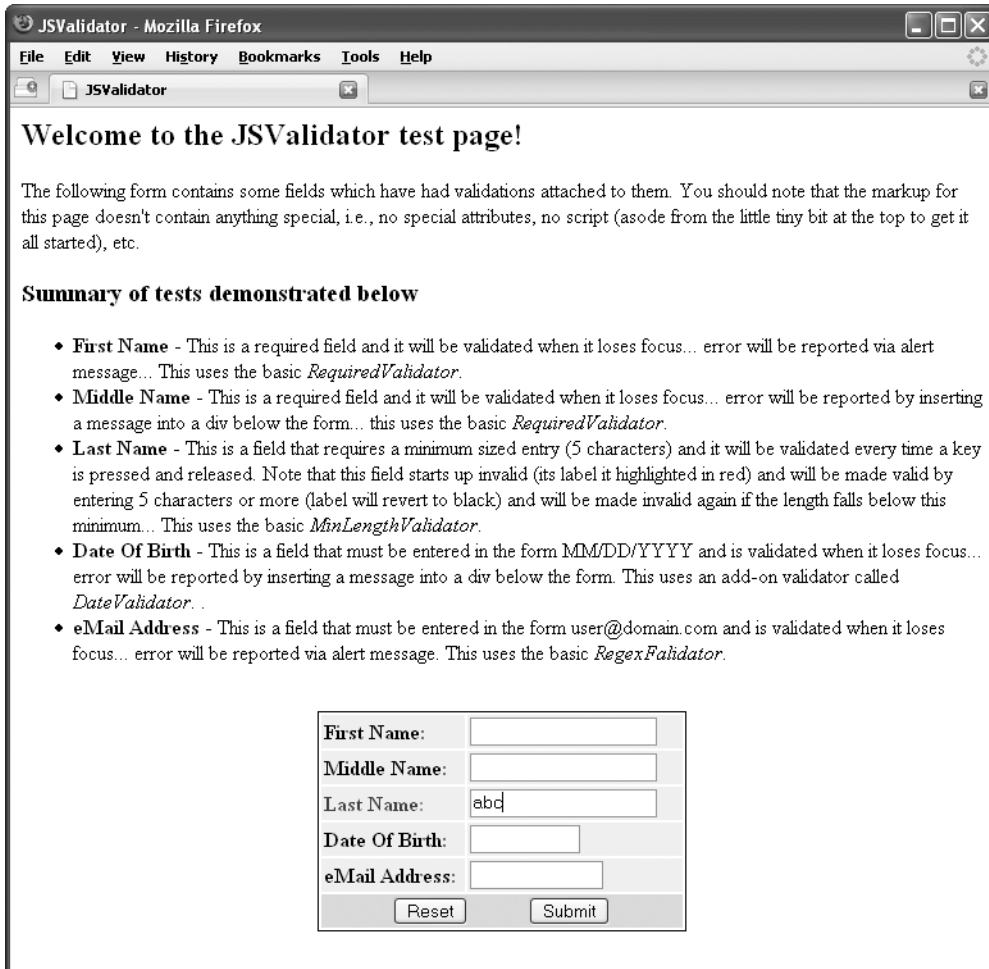 JSValidator - Mozilla Firefox
File Edit View History Bookmarks Tools Help
JSValidator
Welcome to the JSValidator test page!
The following form contains some fields which have had validations attached to them. You should note that the markup for
this page doesn't contain anything special, i.e., no special attributes, no script (asode from the little tiny bit at the top to get it
all started), etc.
Summary of tests demonstrated below
• First Name - This is a required field and it will be validated when it loses focus... error will be reported via alert
message... This uses the basic RequiredValidator.
• Middle Name - This is a required field and it will be validated when it loses focus... error will be reported by inserting
a message into a div below the form... this uses the basic RequiredValidator.
• Last Name - This is a field that requires a minimum sized entry (5 characters) and it will be validated every time a key
is pressed and released. Note that this field starts up invalid (its label it highlighted in red) and will be made valid by
entering 5 characters or more (label will revert to black) and will be made invalid again if the length falls below this
minimum... This uses the basic MinLengthValidator.
• Date Of Birth - This is a field that must be entered in the form MM/DD/YYYY and is validated when it loses focus...
error will be reported by inserting a message into a div below the form. This uses an add-on validator called
DateValidator. .
• eMail Address - This is a field that must be entered in the form user@domain.com and is validated when it loses
focus... error will be reported via alert message. This uses the basic RegexFalidator.
First Name:
Middle Name:
Last Name: abc
Date Of Birth:
eMail Address:
Reset Submit